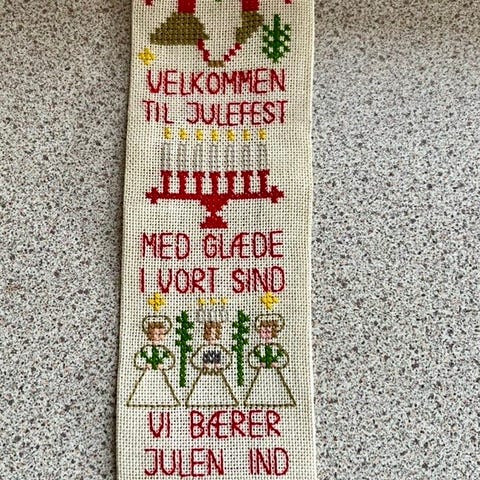 VELKOMMEN
TIL JULEFEST
MED GLÆDE
I VORT SIND
VI BÆRER
JULEN IND